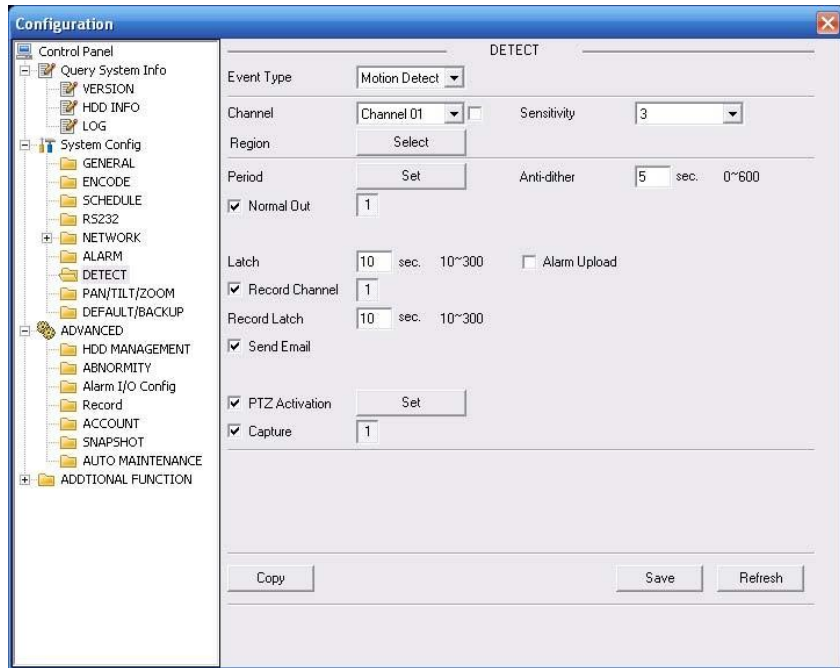 Configuration
Control Panel
Query System Info
VERSION
HDD INFO
LOG
System Config
GENERAL
ENCODE
SCHEDULE
RS232
NETWORK
ALARM
DETECT
PAN/TILT/ZOOM
DEFAULT/BACKUP
ADVANCED
HDD MANAGEMENT
ABNORMITY
Alarm I/O Config
Record
ACCOUNT
SNAPSHOT
AUTO MAINTENANCE
ADDTIONAL FUNCTION
DETECT
Event Type Motion Detect
Channel Channel 01 Sensitivity 3
Region Select
Period Set Anti-dither 5 sec. 0~600
Normal Out 1
Latch 10 sec. 10~300 Alarm Upload
Record Channel 1
Record Latch 10 sec. 10~300
Send Email
PTZ Activation Set
Capture 1
Copy Save Refresh